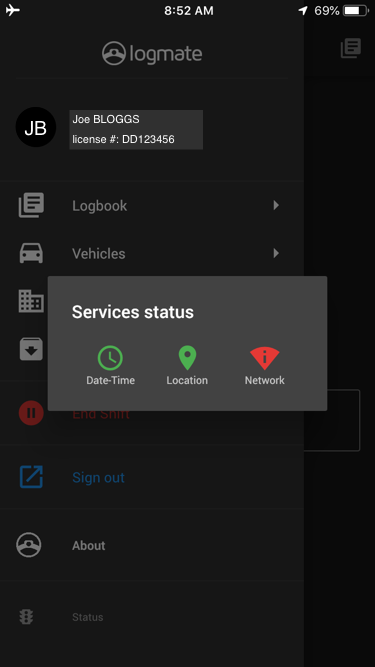 8:52 AM
69%
logmate
JB
Joe BLOGGS
license #: DD123456
Logbook
Vehicles
Services status
Date-Time
Location
Network
End Shift
Sign out
About
Status